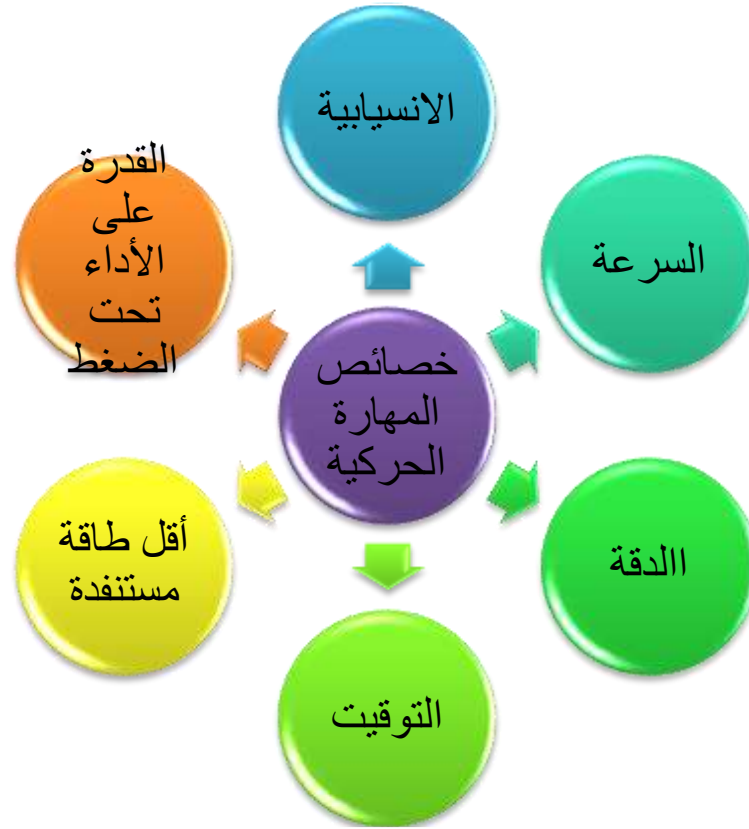 الانسيابية
السرعة
االدقة
التوقيت
أقل طاقة
مستنفدة
القدرة
على
الأداء
تحت
الضغط
خصائص
المهارة
الحركية